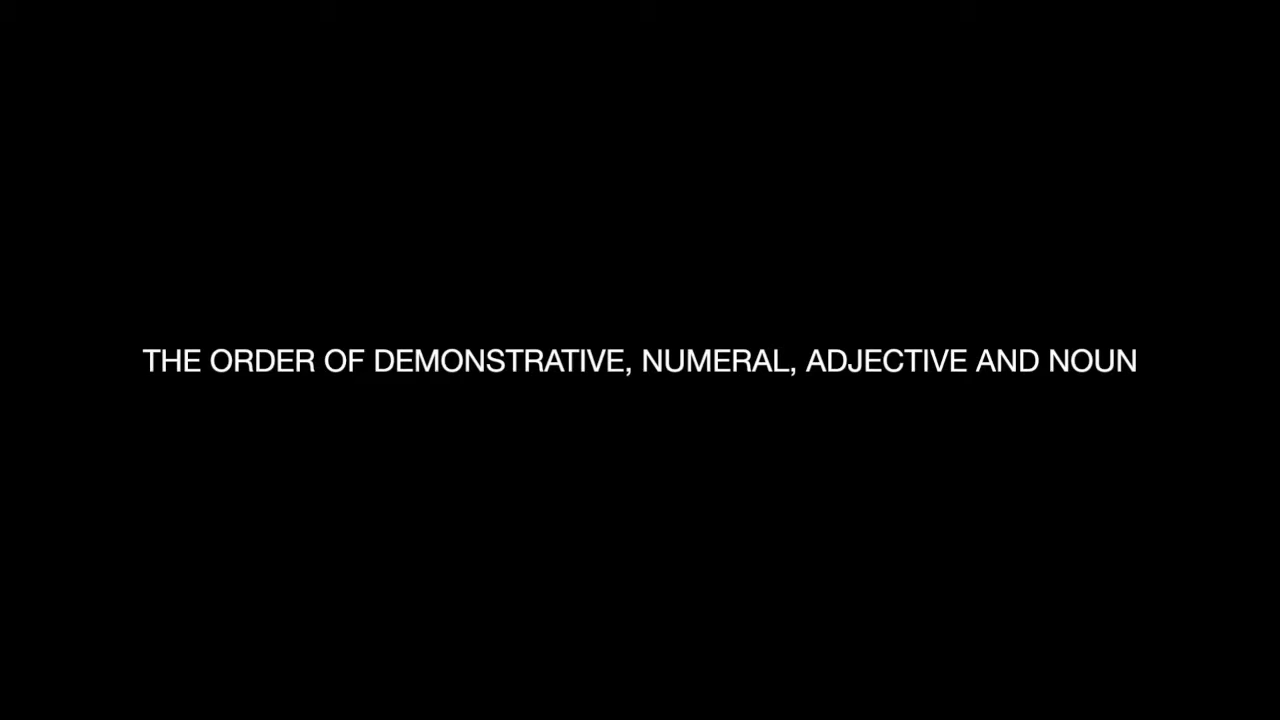 THE ORDER OF DEMONSTRATIVE, NUMERAL, ADJECTIVE AND NOUN